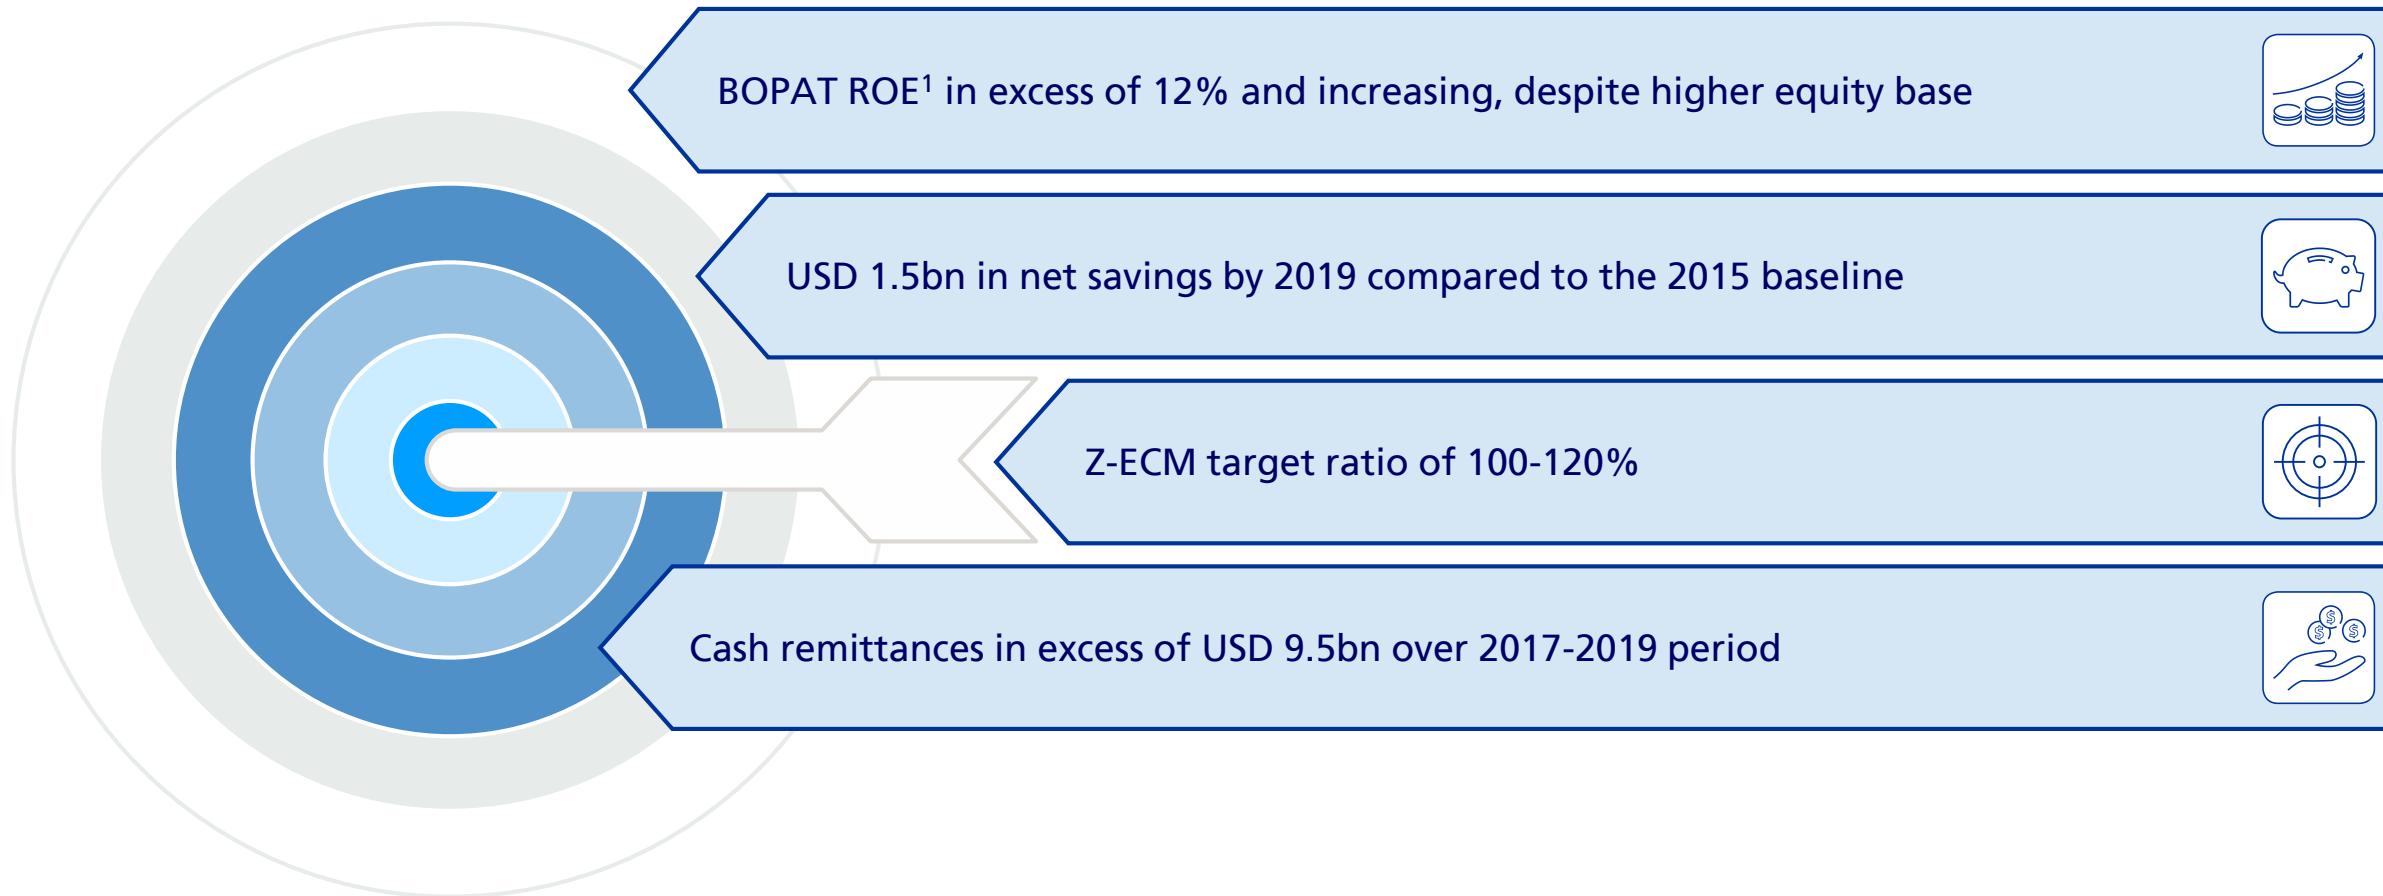 BOPAT ROE¹ in excess of 12% and increasing, despite higher equity base
USD 1.5bn in net savings by 2019 compared to the 2015 baseline
Z-ECM target ratio of 100-120%
Cash remittances in excess of USD 9.5bn over 2017-2019 period
$
$
$